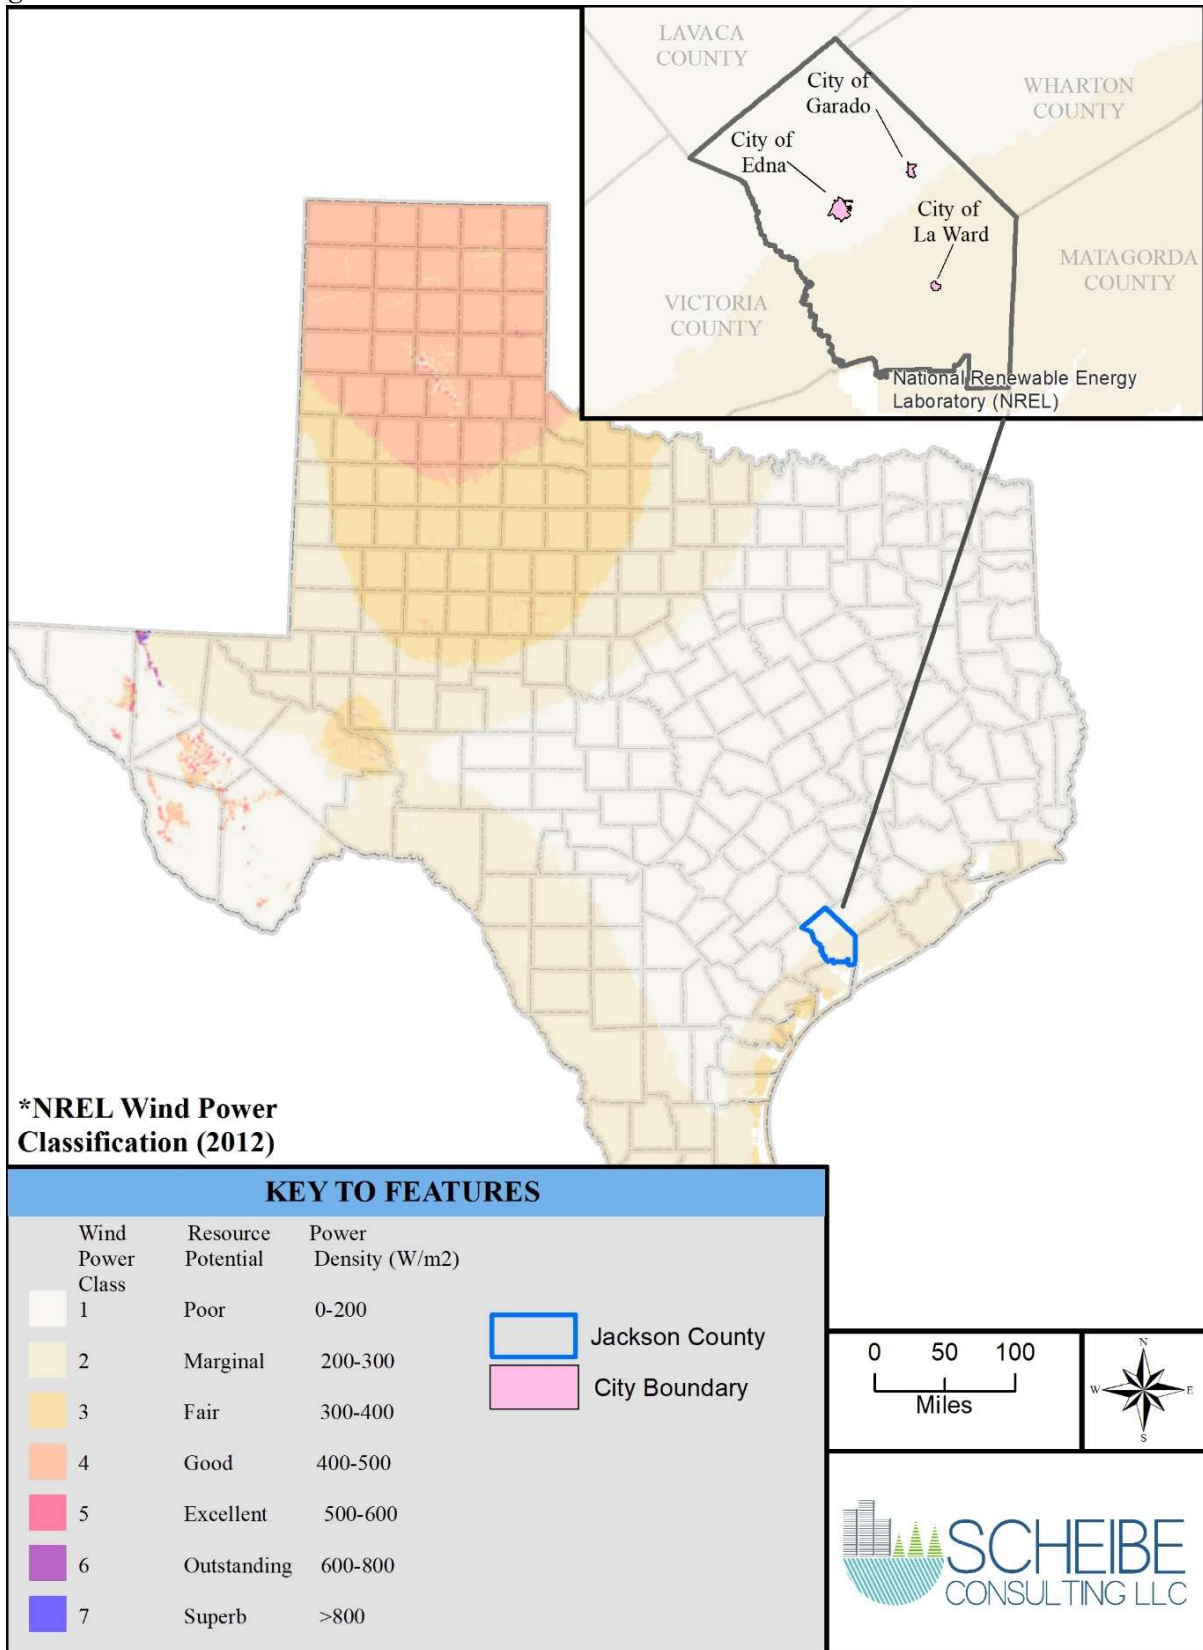 LAVACA
COUNTY
WHARTON
COUNTY
City of
Garado
City of
Edna
City of
La Ward
MATAGORDA
COUNTY
VICTORIA
COUNTY
National Renewable Energy
Laboratory (NREL)
*NREL Wind Power
Classification (2012)
KEY TO FEATURES
Wind
Power
Class
Resource
Potential
Power
Density (W/m2)
1 Poor 0-200
2 Marginal 200-300
3 Fair 300-400
4 Good 400-500
5 Excellent 500-600
6 Outstanding 600-800
7 Superb >800
Jackson County
City Boundary
0 50 100
Miles
N
W E
S
SCHEIBE
CONSULTING LLC